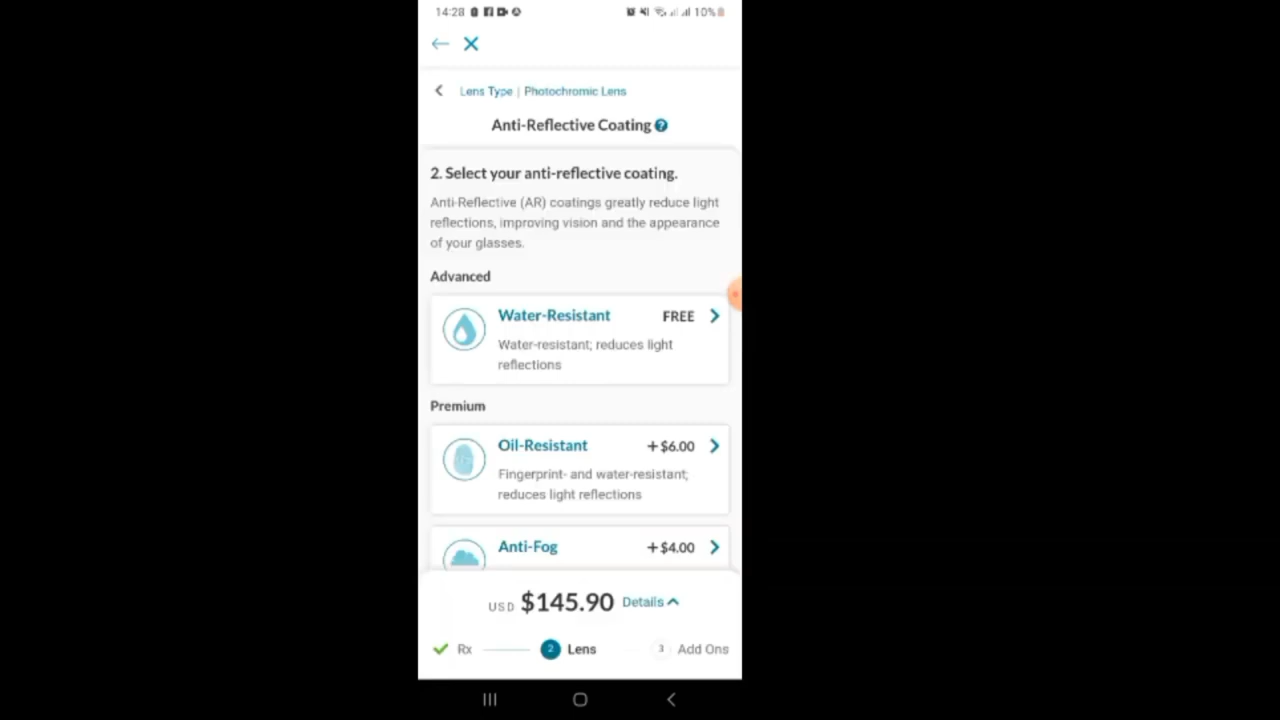 14:28 10%
Lens Type | Photochromic Lens
Anti-Reflective Coating ?
2. Select your anti-reflective coating.
Anti-Reflective (AR) coatings greatly reduce light
reflections, improving vision and the appearance
of your glasses.
Advanced
Water-Resistant FREE
Water-resistant; reduces light
reflections
Premium
Oil-Resistant +$6.00
Fingerprint- and water-resistant;
reduces light reflections
Anti-Fog +$4.00
USD $145.90 Details
Rx 2 Lens 3 Add Ons